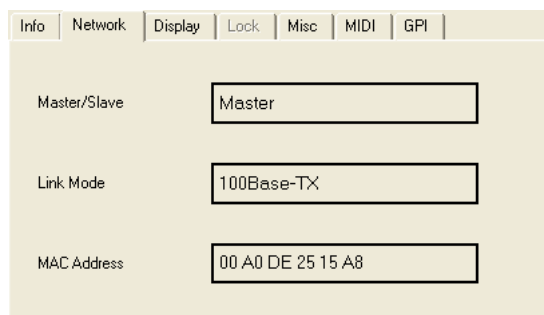 Info Network Display Lock Misc MIDI GPI
Master/Slave Master
Link Mode 100Base-TX
MAC Address 00 A0 DE 25 15 A8